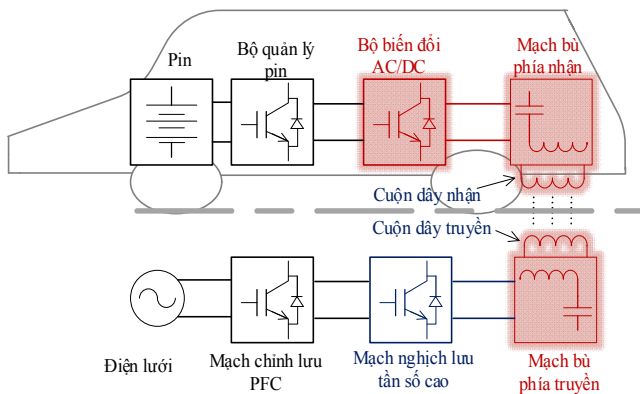 Pin
Bộ quản lý
pin
Bộ biến đổi
AC/DC
Mạch bù
phía nhận
Cuộn dây nhận
Cuộn dây truyền
Điện lưới
Mạch chỉnh lưu
PFC
Mạch nghịch lưu
tần số cao
Mạch bù
phía truyền